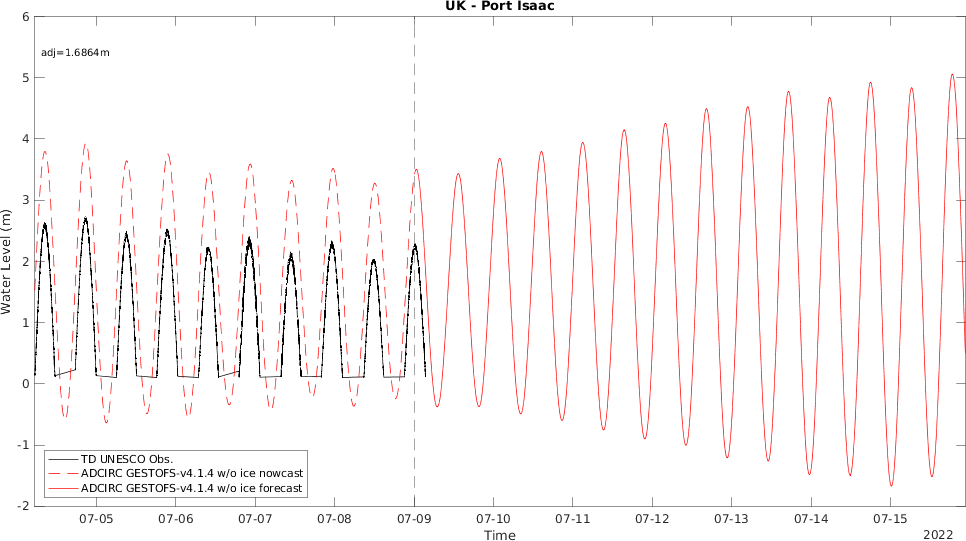 UK - Port Isaac
6
adj=1.6864m
5
4
3
2
1
0
-1
-2
Water Level (m)
TD UNESCO Obs.
ADCIRC GESTOFS-v4.1.4 w/o ice nowcast
ADCIRC GESTOFS-v4.1.4 w/o ice forecast
07-05 07-06 07-07 07-08 07-09 07-10 07-11 07-12 07-13 07-14 07-15
Time
2022